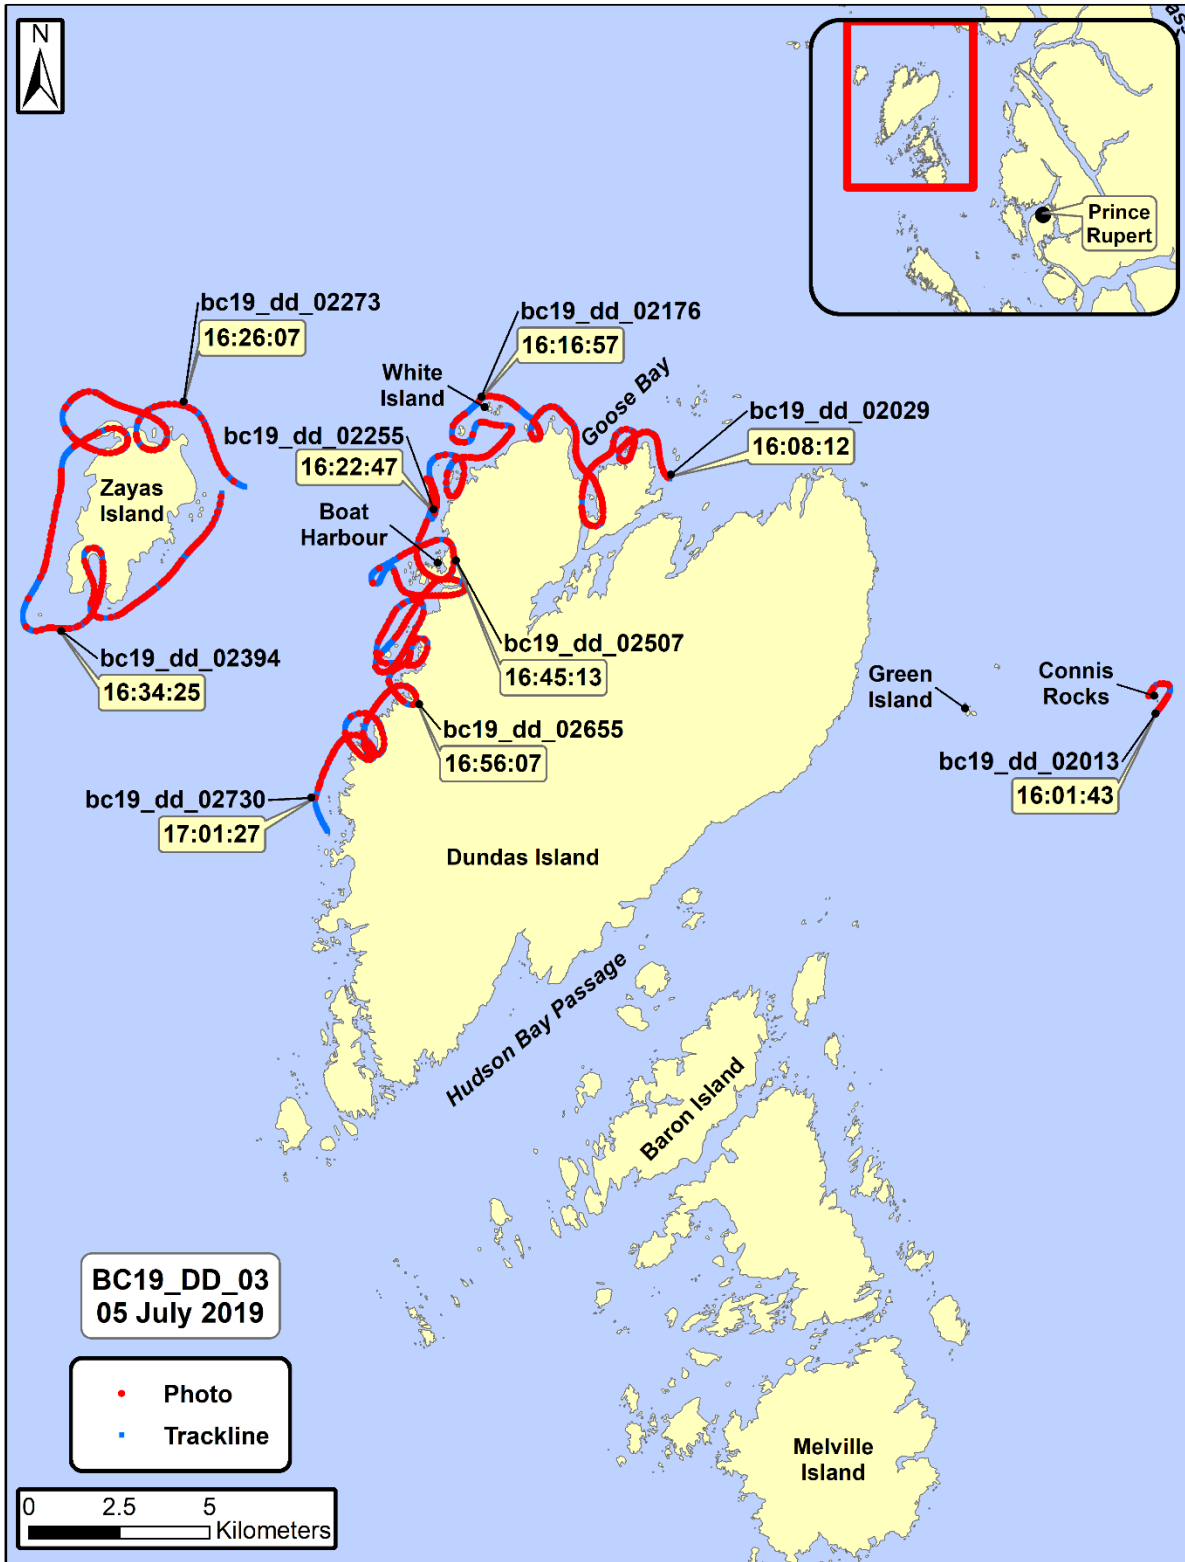 N
Prince
Rupert
bc19_dd_02273
16:26:07
bc19_dd_02176
16:16:57
White
Island
Goose Bay
bc19_dd_02029
16:08:12
bc19_dd_02255
16:22:47
Zayas
Island
Boat
Harbour
bc19_dd_02507
16:45:13
bc19_dd_02394
16:34:25
Green
Island
Connis
Rocks
bc19_dd_02655
16:56:07
bc19_dd_02013
16:01:43
bc19_dd_02730
17:01:27
Dundas Island
Hudson Bay Passage
Baron Island
BC19_DD_03
05 July 2019
Photo
Trackline
Melville
Island
0 2.5 5
Kilometers